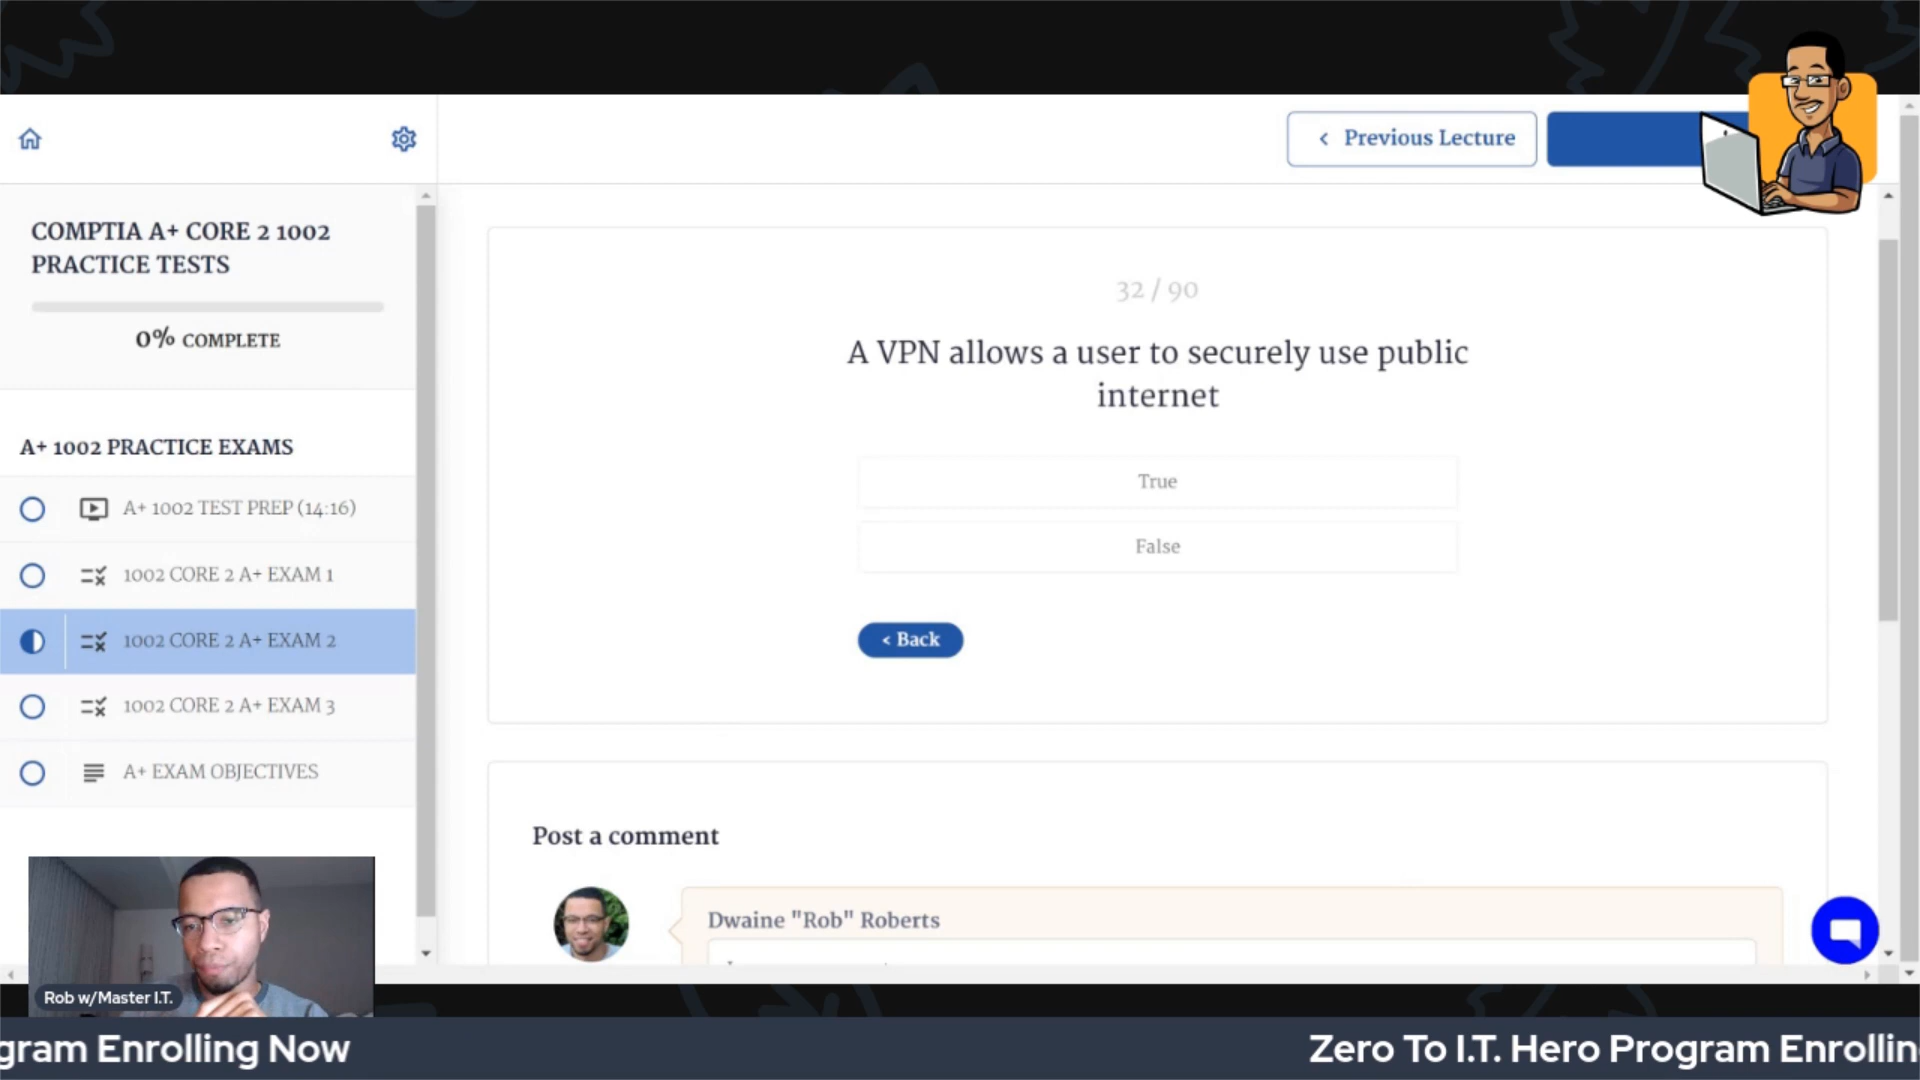 Previous Lecture
COMPTIA A+ CORE 2 1002
PRACTICE TESTS
0% COMPLETE
A+ 1002 PRACTICE EXAMS
A+ 1002 TEST PREP (14:16)
1002 CORE 2 A+ EXAM 1
1002 CORE 2 A+ EXAM 2
1002 CORE 2 A+ EXAM 3
A+ EXAM OBJECTIVES
32 / 90
A VPN allows a user to securely use public
internet
True
False
< Back
Post a comment
Dwaine "Rob" Roberts
Rob w/Master I.T.
gram Enrolling Now
Zero To I.T. Hero Program Enrollin